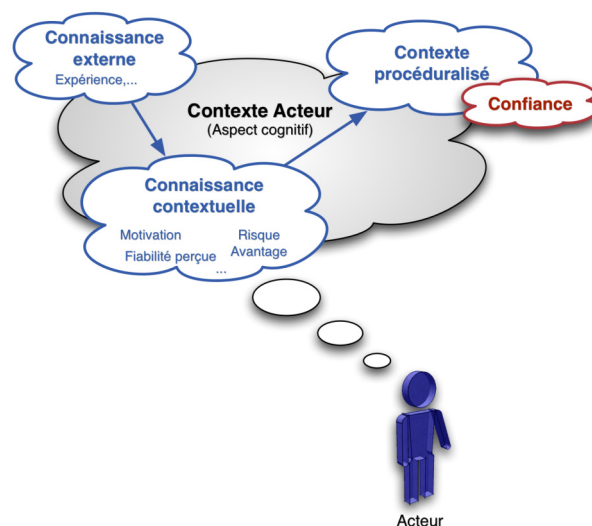 Connaissance
externe
Expérience,...
Contexte
procéduralisé
Confiance
Contexte Acteur
(Aspect cognitif)
Connaissance
contextuelle
Motivation
Risque
Fiabilité perçue
Avantage
...
Acteur